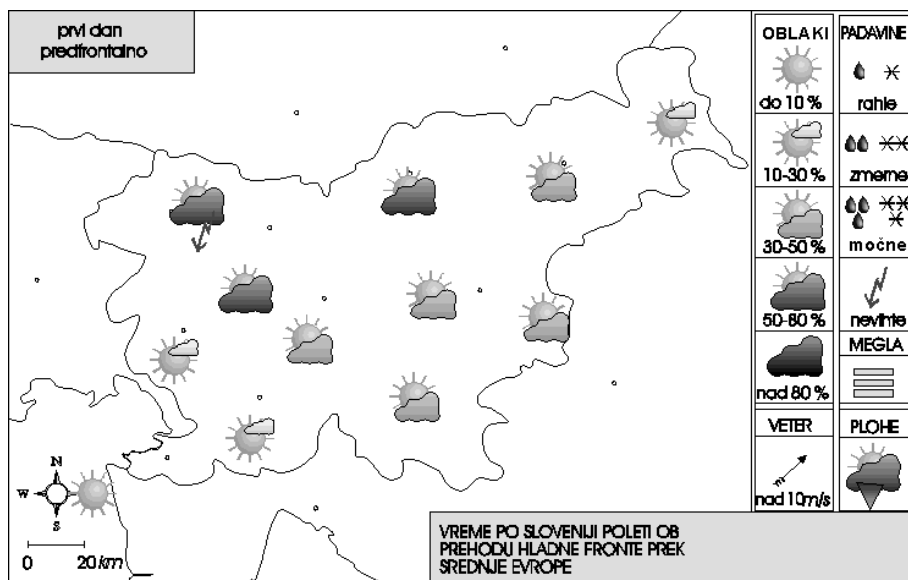 prvi dan
predfrontalno
OBLAKI
do 10 %
10-30 %
30-50 %
50-80 %
nad 80 %
VETER
m
nad 10m/s
PADAVINE
rahle
zmerne
močne
nevihte
MEGLA
PLOHE
N
W E
S
0 20 km
VREME PO SLOVENIJI POLETI OB
PREHODU HLADNE FRONTE PREK
SREDNJE EVROPE